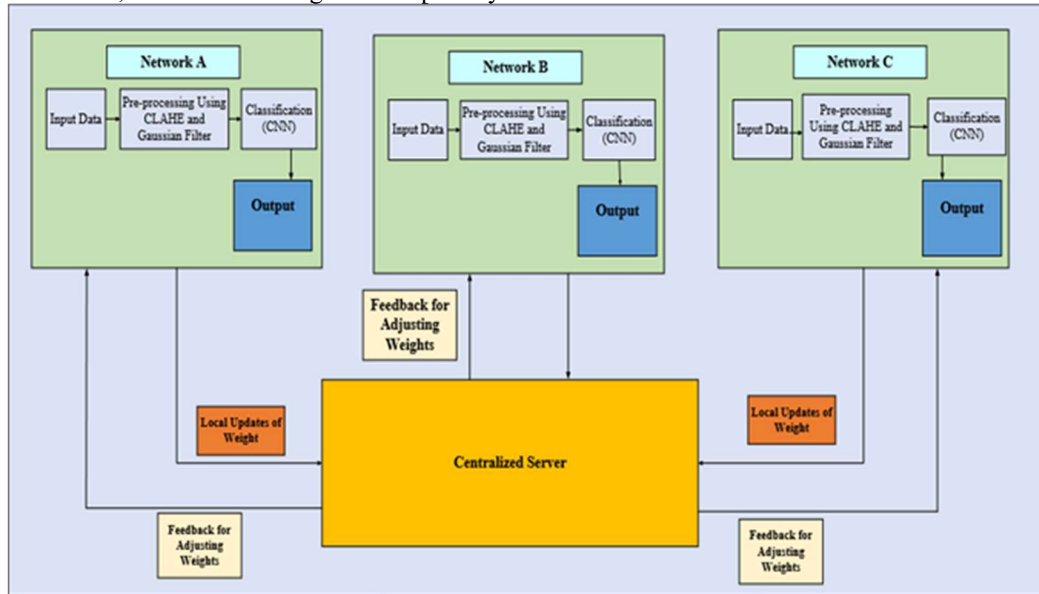 Network A
Input Data
Pre-processing Using
CLAHE and
Gaussian Filter
Classification
(CNN)
Output
Network B
Input Data
Pre-processing Using
CLAHE and
Gaussian Filter
Classification
(CNN)
Output
Network C
Input Data
Pre-processing
Using CLAHE and
Gaussian Filter
Classification
(CNN)
Output
Feedback for
Adjusting
Weights
Local Updates of
Weight
Local Updates of
Weight
Centralized Server
Feedback for
Adjusting
Weights
Feedback for
Adjusting
Weights